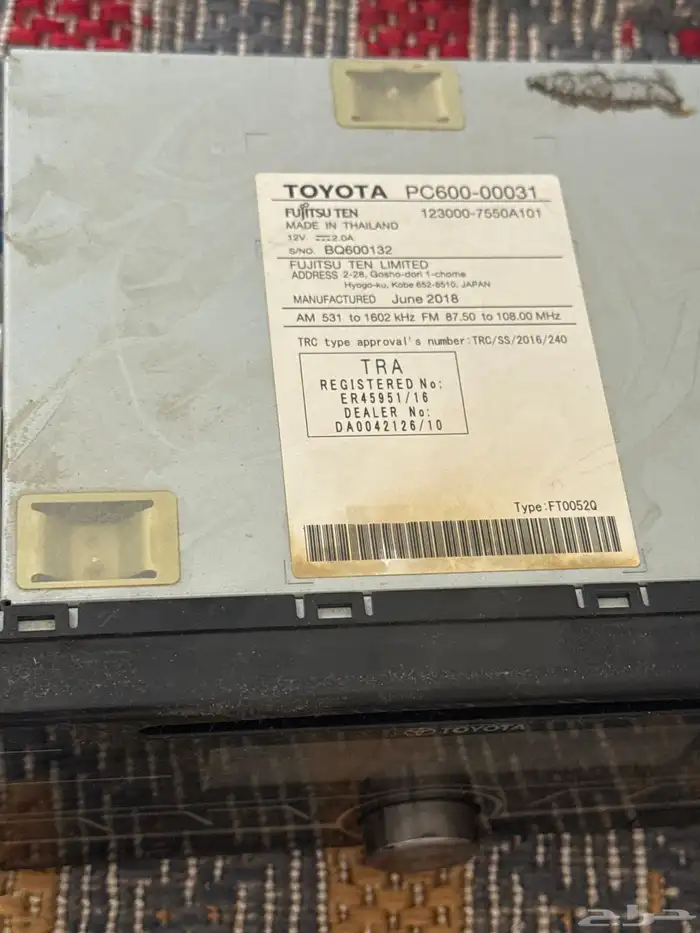 TOYOTA PC600-00031
FUJITSU TEN 123000-7550A101
MADE IN THAILAND
12V ⎓2.0A
S/NO. BQ600132
FUJITSU TEN LIMITED
ADDRESS 2-28, Gosho-dori 1-chome
Hyogo-ku, Kobe 652-8510, JAPAN
MANUFACTURED June 2018
AM 531 to 1602 kHz FM 87.50 to 108.00 MHz
TRC type approval's number:TRC/SS/2016/240
TRA
REGISTERED No:
ER45951/16
DEALER No:
DA0042126/10
Type:FT0052Q
TOYOTA
حراج